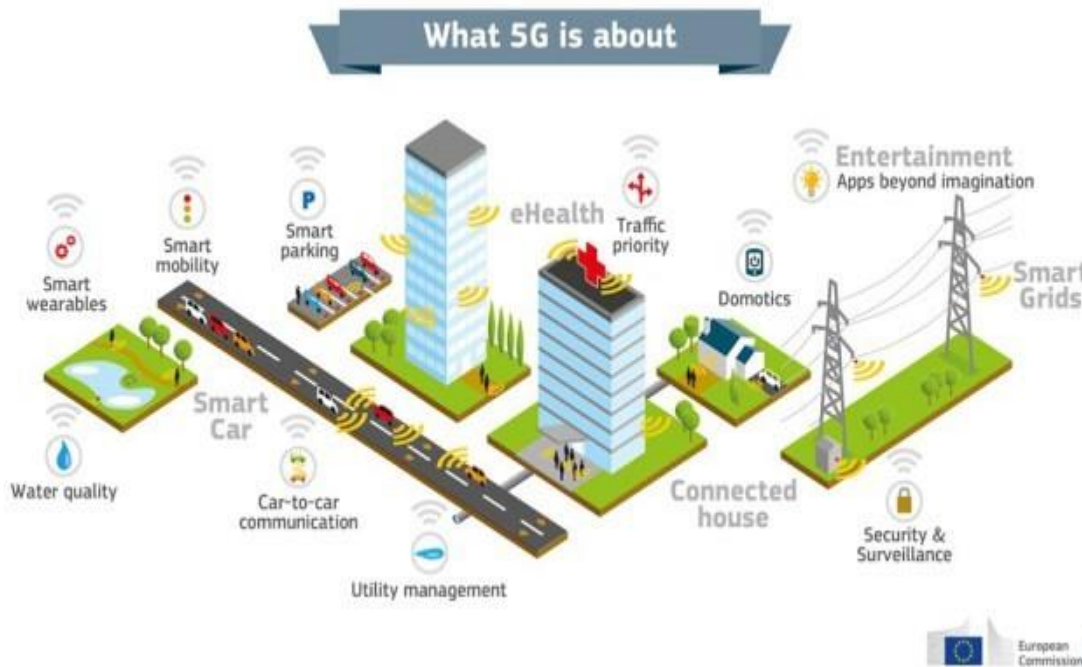 What 5G is about
Entertainment
Apps beyond imagination
eHealth
Traffic
priority
Smart
parking
Smart
mobility
Smart
wearables
P
Domotics
Smart
Grids
Smart
Car
Water quality
Car-to-car
communication
Connected
house
Security &
Surveillance
Utility management
European
Commission